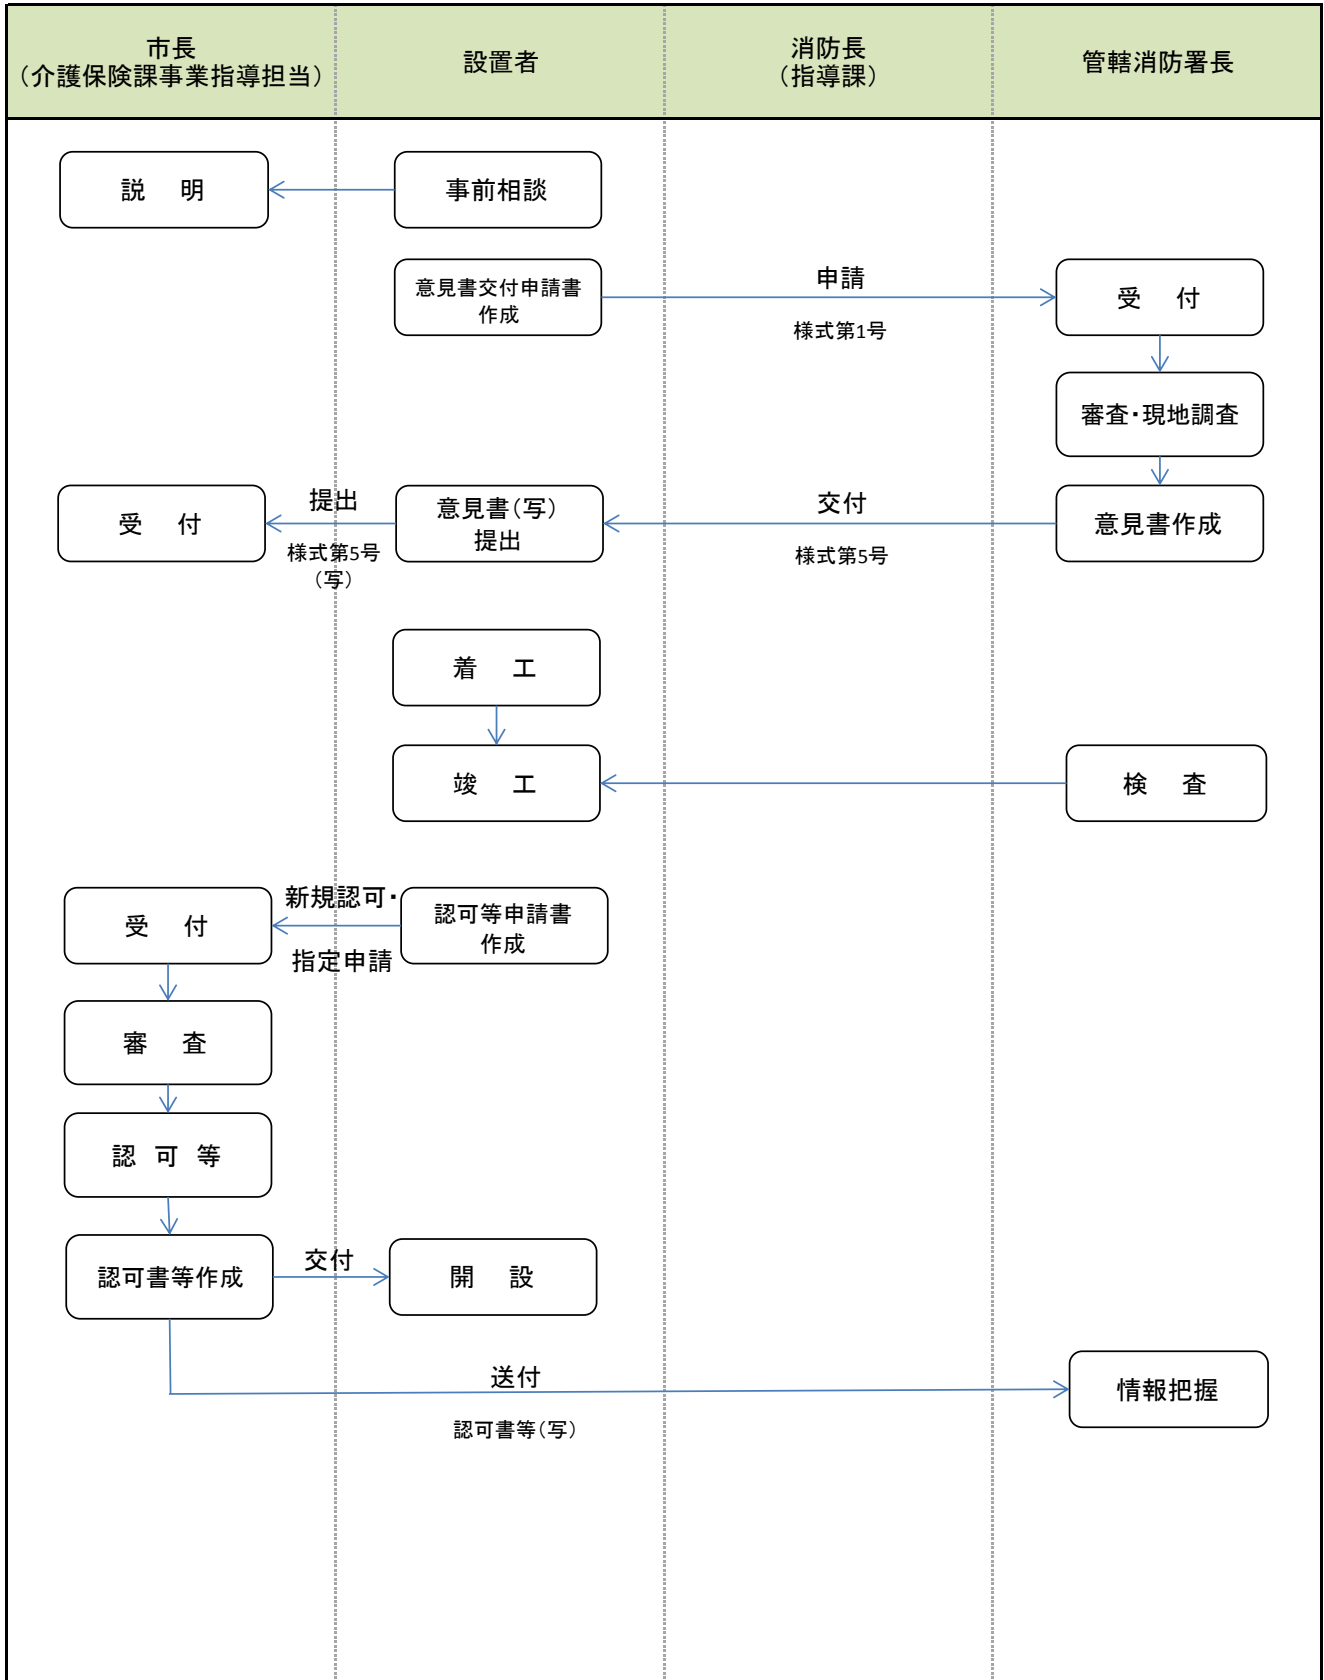 市長
（介護保険課事業指導担当）
設置者
消防長
（指導課）
管轄消防署長
説　明
事前相談
意見書交付申請書
作成
申請
様式第1号
受　付
審査・現地調査
受　付
提出
様式第5号
（写）
意見書（写）
提出
交付
様式第5号
意見書作成
着　工
竣　工
検　査
受　付
新規認可・
指定申請
認可等申請書
作成
審　査
認　可　等
認可書等作成
交付
開　設
送付
認可書等（写）
情報把握